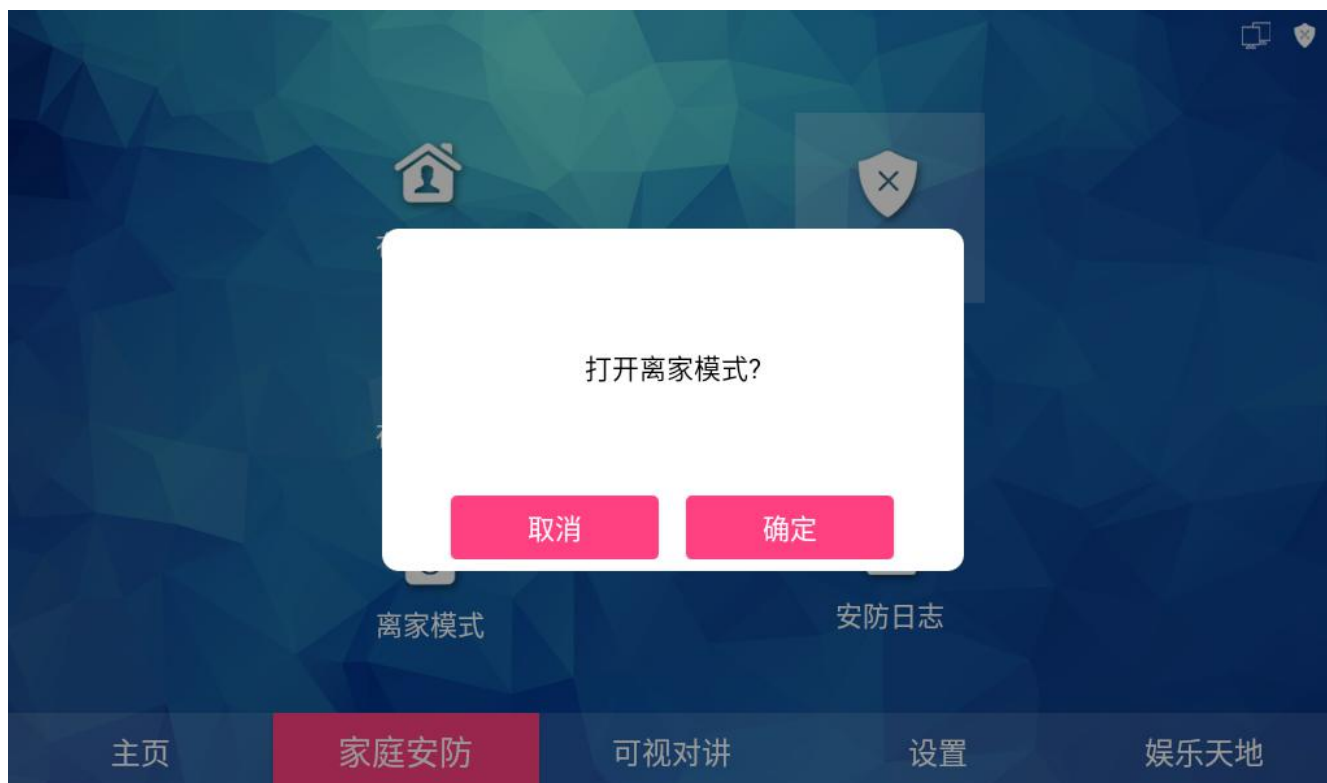 打开离家模式?
取消
确定
离家模式
安防日志
主页
家庭安防
可视对讲
设置
娱乐天地